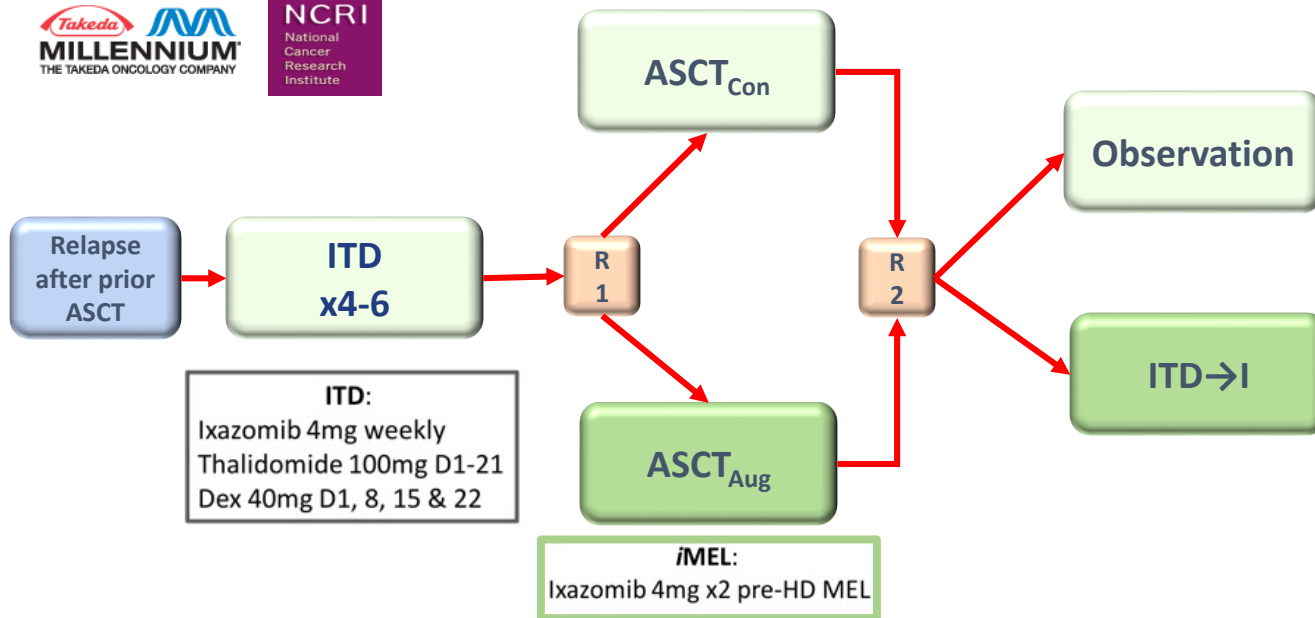 Takeda
MILLENNIUM
THE TAKEDA ONCOLOGY COMPANY
NCRI
National
Cancer
Research
Institute
Relapse
after prior
ASCT
ITD
x4-6
R
1
ASCTCon
ASCTAug
R
2
Observation
ITD→I
ITD:
Ixazomib 4mg weekly
Thalidomide 100mg D1-21
Dex 40mg D1, 8, 15 & 22
iMEL:
Ixazomib 4mg x2 pre-HD MEL